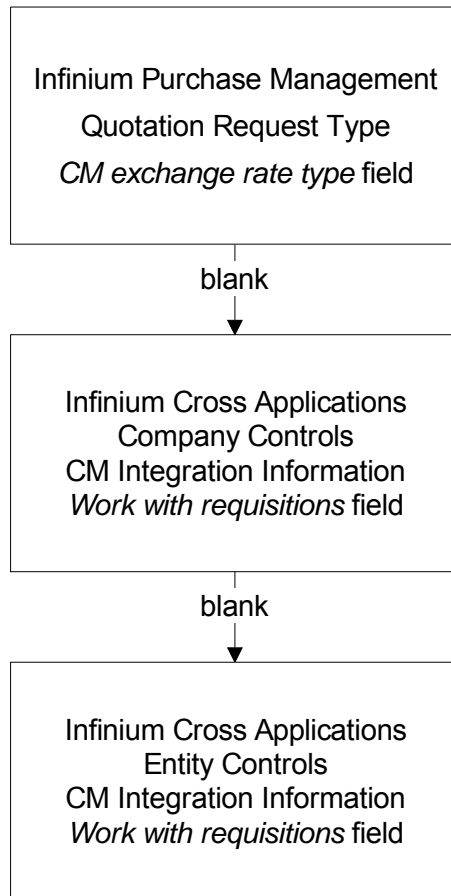 Infinium Purchase Management
Quotation Request Type
CM exchange rate type field
blank
Infinium Cross Applications
Company Controls
CM Integration Information
Work with requisitions field
blank
Infinium Cross Applications
Entity Controls
CM Integration Information
Work with requisitions field